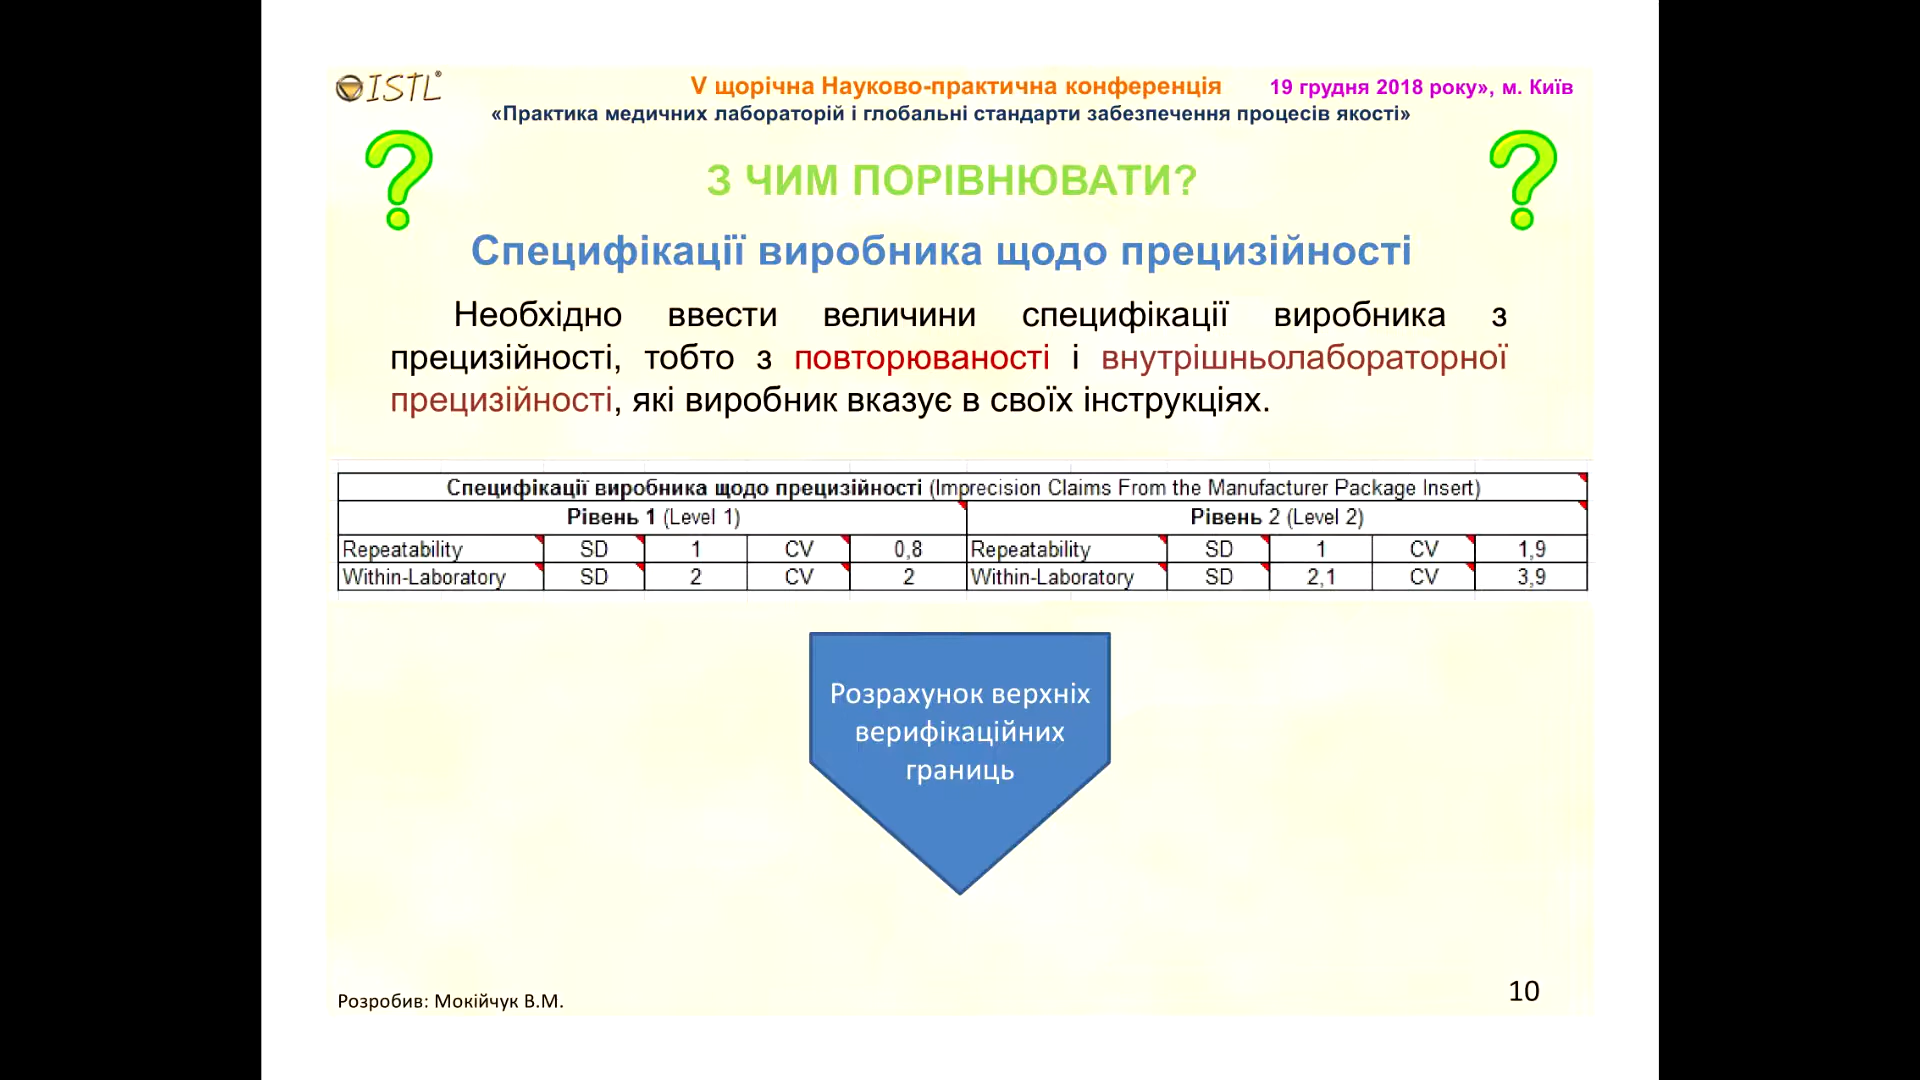 ISTL®
V щорічна Науково-практична конференція 19 грудня 2018 року», м. Київ
«Практика медичних лабораторій і глобальні стандарти забезпечення процесів якості»
? ?
З ЧИМ ПОРІВНЮВАТИ?
Специфікації виробника щодо прецизійності
Необхідно ввести величини специфікації виробника з
прецизійності, тобто з повторюваності і внутрішньолабораторної
прецизійності, які виробник вказує в своїх інструкціях.
Специфікації виробника щодо прецизійності (Imprecision Claims From the Manufacturer Package Insert)
Рівень 1 (Level 1) Рівень 2 (Level 2)
Repeatability SD 1 CV 0,8 Repeatability SD 1 CV 1,9
Within-Laboratory SD 2 CV 2 Within-Laboratory SD 2,1 CV 3,9
Розрахунок верхніх
верифікаційних
границь
Розробив: Мокійчук В.М.
10